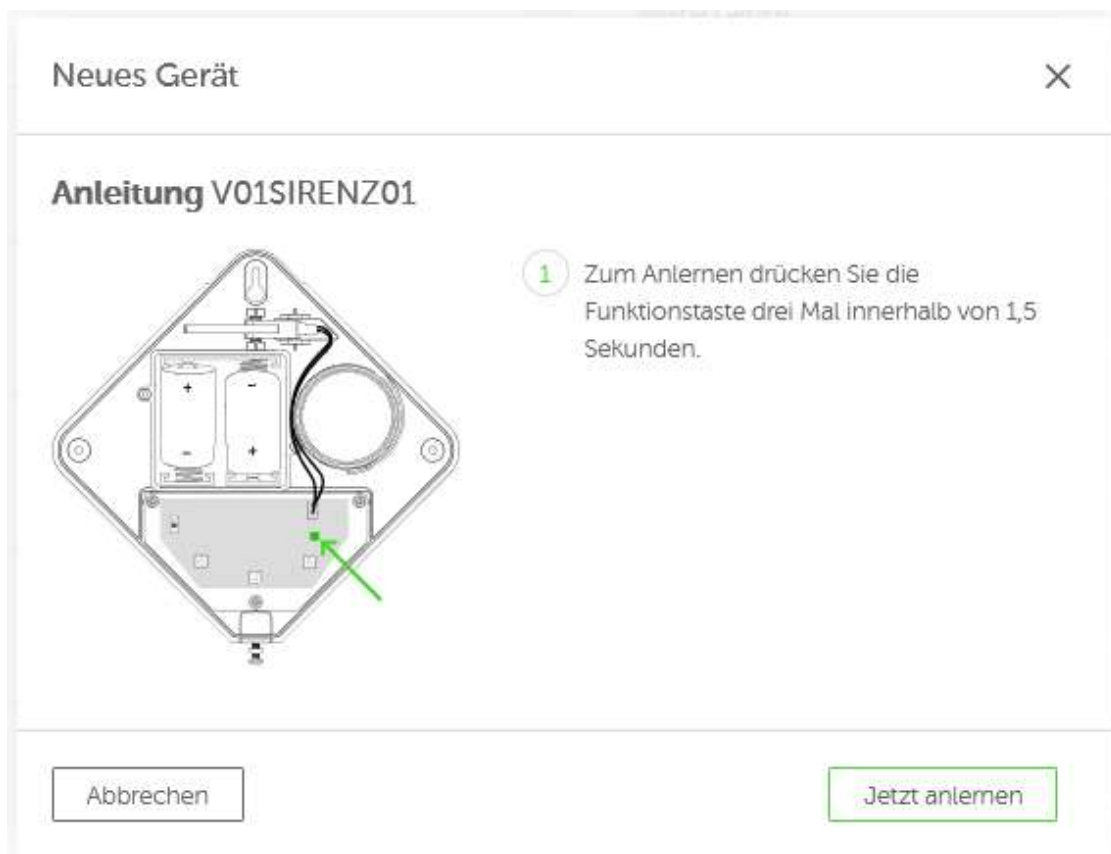 Neues Gerät
Anleitung V01SIRENZ01
1 Zum Anlernen drücken Sie die
Funktionstaste drei Mal innerhalb von 1,5
Sekunden.
+ -
- +
Abbrechen
Jetzt anlernen